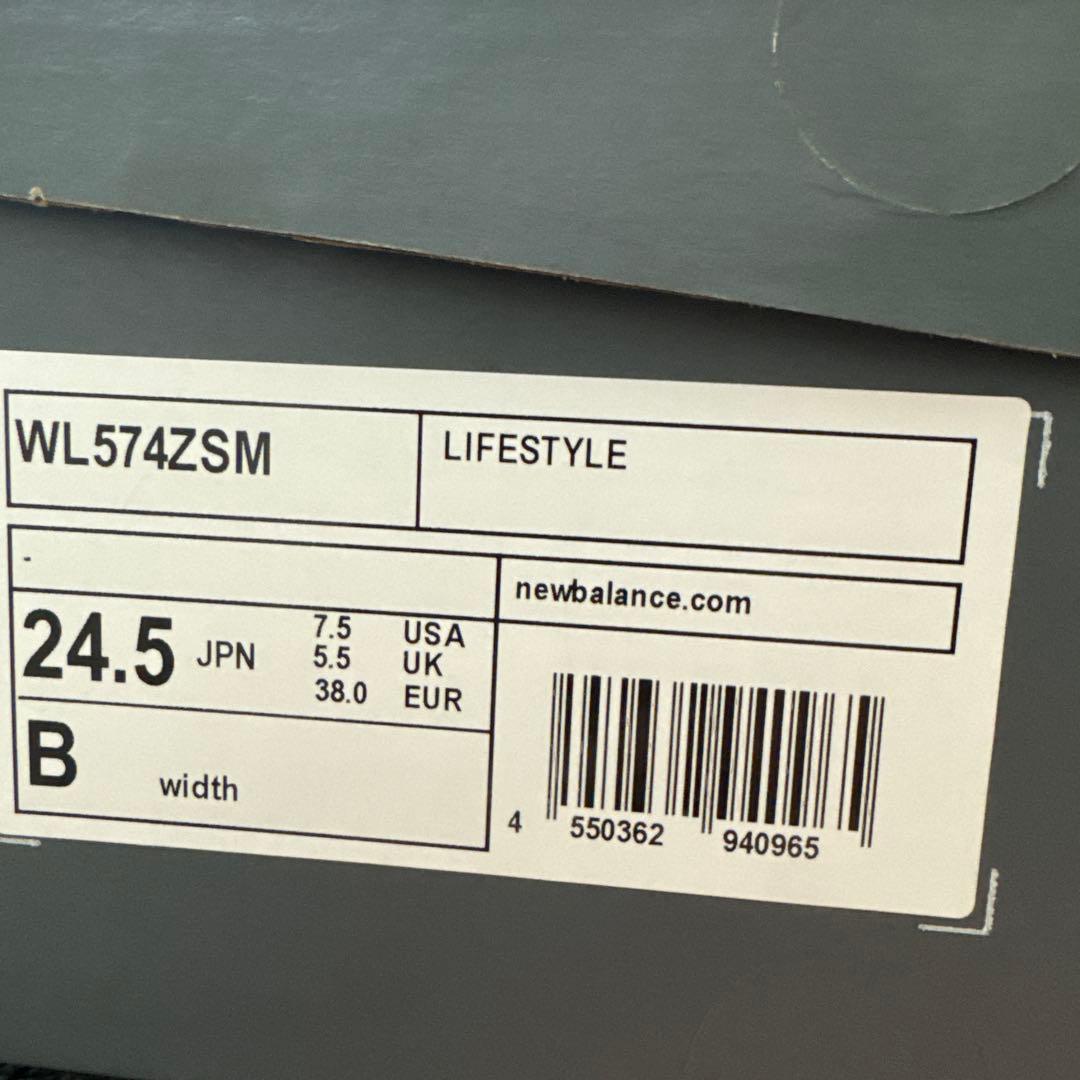 WL574ZSM
LIFESTYLE
-
newbalance.com
24.5 JPN
7.5 USA
5.5 UK
38.0 EUR
B width
4 550362 940965